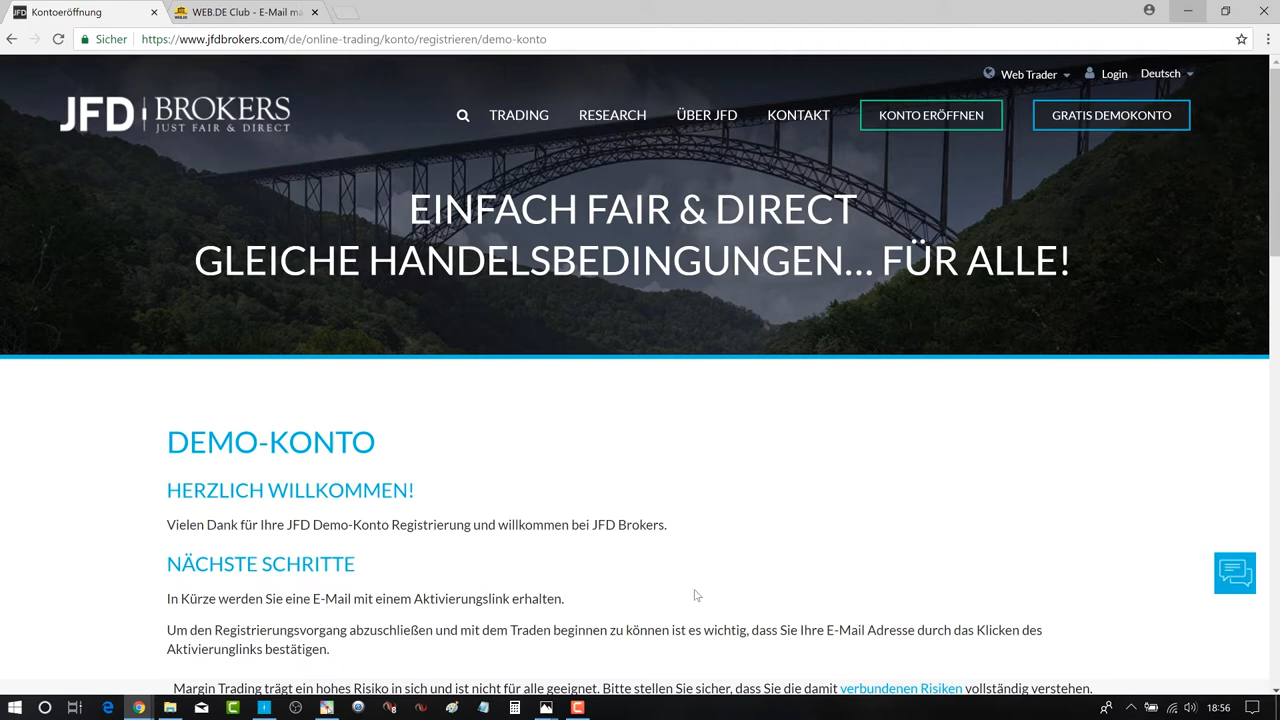 JFD Kontoeröffnung
WEB.DE Club - E-Mail ma
Sicher https://www.jfdbrokers.com/de/online-trading/konto/registrieren/demo-konto
Web Trader Login Deutsch
JFD BROKERS
JUST FAIR & DIRECT
TRADING RESEARCH ÜBER JFD KONTAKT KONTO ERÖFFNEN GRATIS DEMOKONTO
EINFACH FAIR & DIRECT
GLEICHE HANDELSBEDINGUNGEN... FÜR ALLE!
DEMO-KONTO
HERZLICH WILLKOMMEN!
Vielen Dank für Ihre JFD Demo-Konto Registrierung und willkommen bei JFD Brokers.
NÄCHSTE SCHRITTE
In Kürze werden Sie eine E-Mail mit einem Aktivierungslink erhalten.
Um den Registrierungsvorgang abzuschließen und mit dem Traden beginnen zu können ist es wichtig, dass Sie Ihre E-Mail Adresse durch das Klicken des
Aktivierunglinks bestätigen.
Margin Trading trägt ein hohes Risiko in sich und ist nicht für alle geeignet. Bitte stellen Sie sicher, dass Sie die damit verbundenen Risiken vollständig verstehen.
18:56